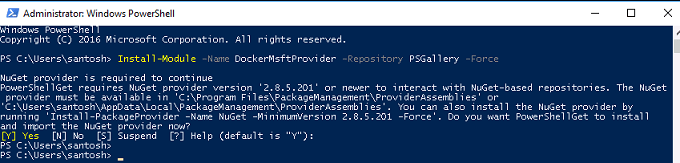 Administrator: Windows PowerShell
Windows PowerShell
Copyright (C) 2016 Microsoft Corporation. All rights reserved.
PS C:\Users\santosh> Install-Module -Name DockerMsftProvider -Repository PSGallery -Force
NuGet provider is required to continue
PowerShellGet requires NuGet provider version '2.8.5.201' or newer to interact with NuGet-based repositories. The NuGet
provider must be available in 'C:\Program Files\PackageManagement\ProviderAssemblies' or
'C:\Users\santosh\AppData\Local\PackageManagement\ProviderAssemblies'. You can also install the NuGet provider by
running 'Install-PackageProvider -Name NuGet -MinimumVersion 2.8.5.201 -Force'. Do you want PowerShellGet to install
and import the NuGet provider now?
[Y] Yes  [N] No  [S] Suspend  [?] Help (default is "Y"):
PS C:\Users\santosh>
PS C:\Users\santosh>